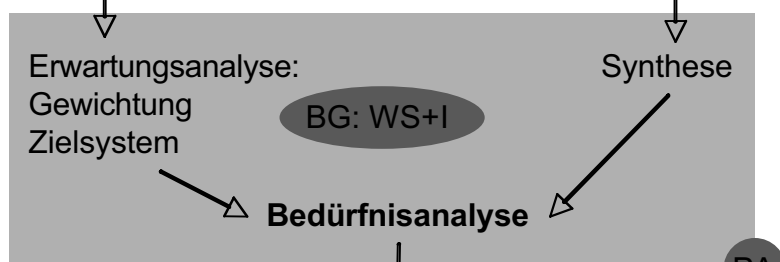 Erwartungsanalyse:
Gewichtung
Zielsystem
Synthese
BG: WS+I
Bedürfnisanalyse